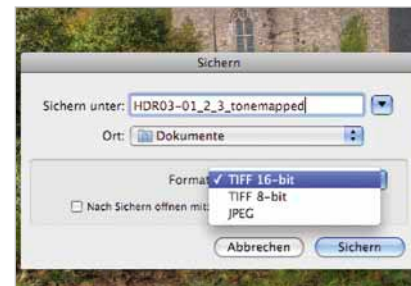 Sichern
Sichern unter: HDR03-01_2_3_tonemapped
Ort: Dokumente
Format: TIFF 16-bit
TIFF 8-bit
JPEG
Nach Sichern öffnen mit:
Abbrechen Sichern